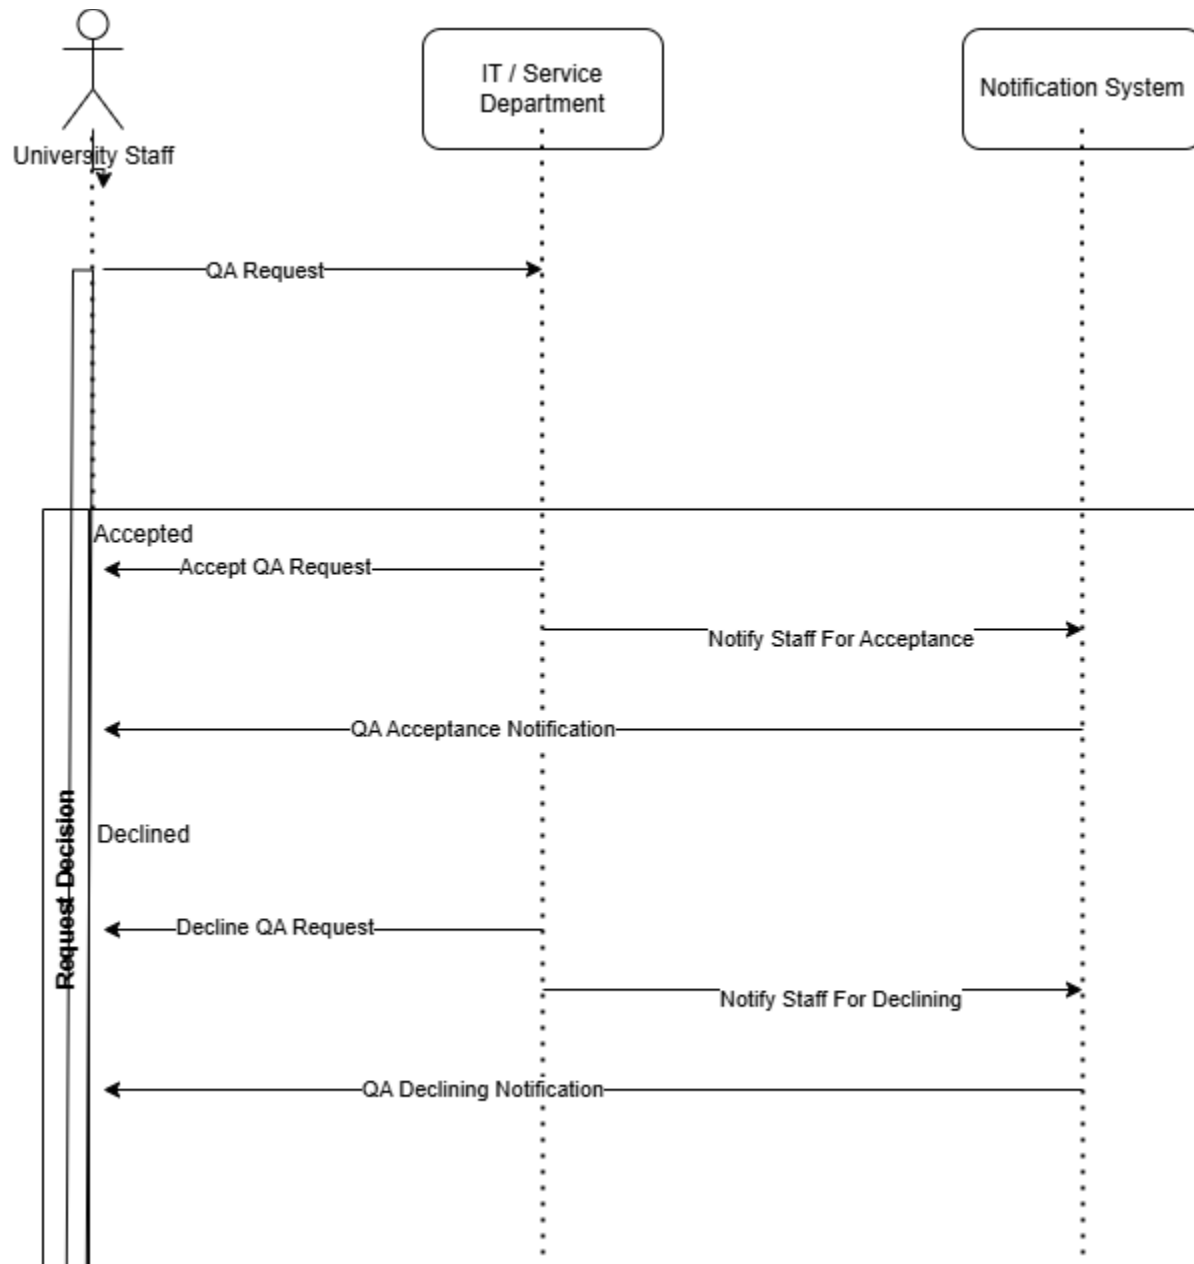 IT / Service
Department
Notification System
University Staff
QA Request
Accepted
Accept QA Request
Notify Staff For Acceptance
QA Acceptance Notification
Request Decision
Declined
Decline QA Request
Notify Staff For Declining
QA Declining Notification